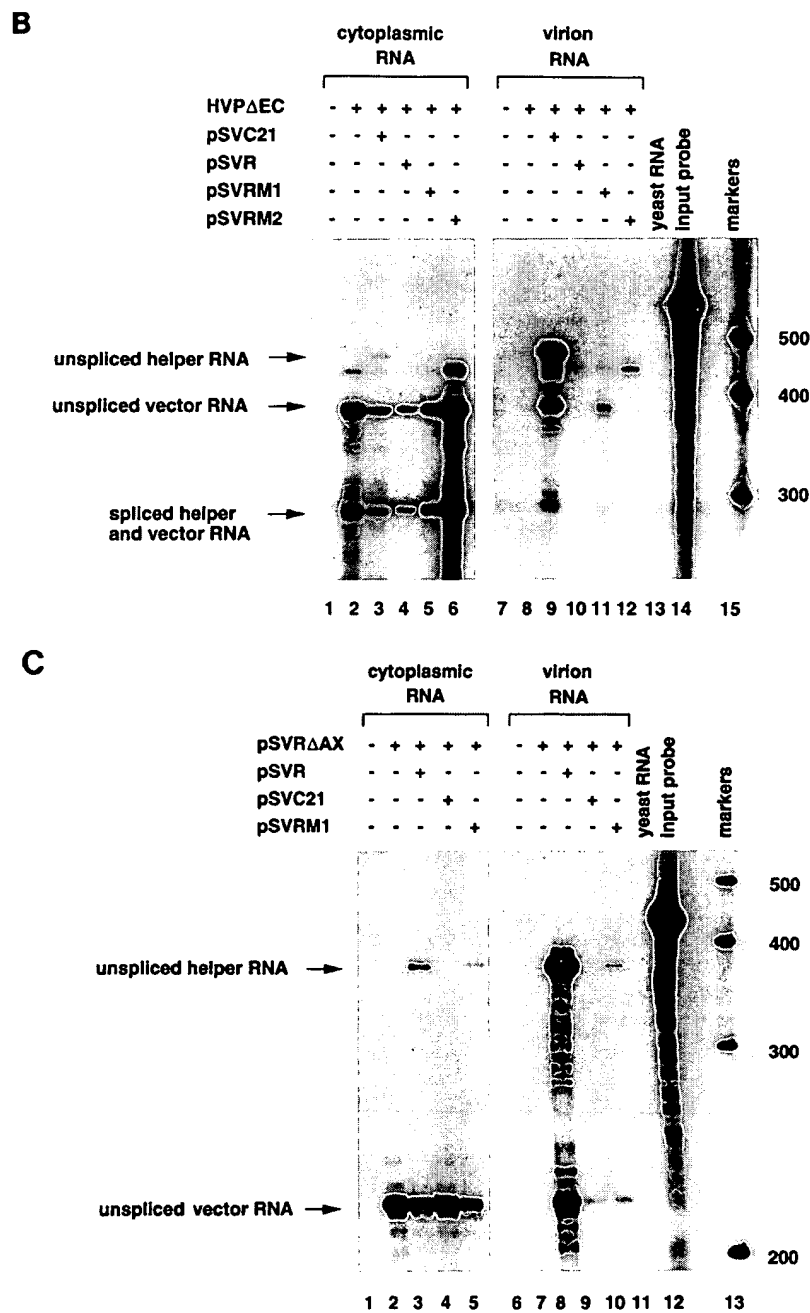 B
cytoplasmic RNA
virion RNA
HVPΔEC - + + + + + - + + + + +
pSVC21 - - + - - - - - + - - -
pSVR - - - + - - - - - + - -
pSVRM1 - - - - + - - - - - + -
pSVRM2 - - - - - + - - - - - +
yeast RNA
input probe
markers
unspliced helper RNA
unspliced vector RNA
spliced helper
and vector RNA
500
400
300
1 2 3 4 5 6 7 8 9 10 11 12 13 14 15
C
cytoplasmic RNA
virion RNA
pSVRΔAX - + + + + - + + + +
pSVR - - + - - - - + - -
pSVC21 - - - + - - - - + -
pSVRM1 - - - - + - - - - +
yeast RNA
input probe
markers
unspliced helper RNA
unspliced vector RNA
500
400
300
200
1 2 3 4 5 6 7 8 9 10 11 12 13